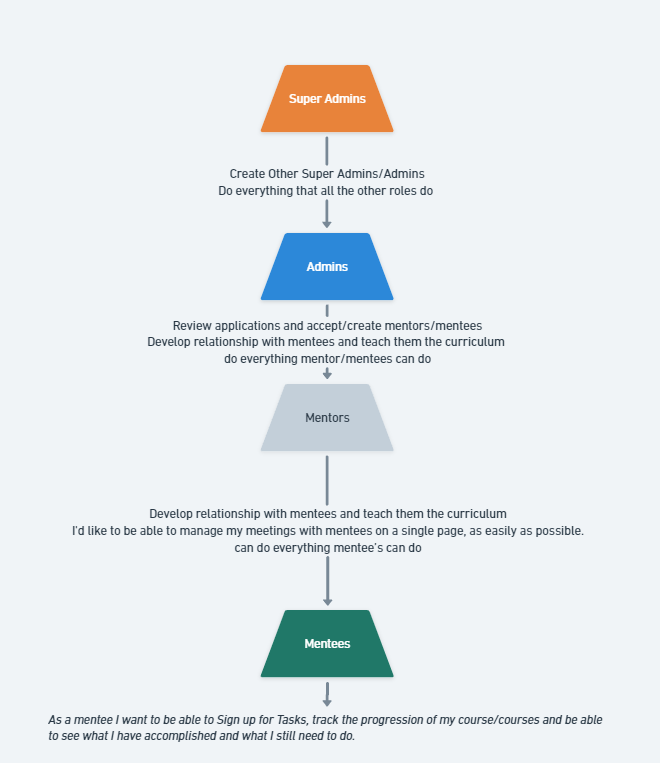 Super Admins
Create Other Super Admins/Admins
Do everything that all the other roles do
Admins
Review applications and accept/create mentors/mentees
Develop relationship with mentees and teach them the curriculum
do everything mentor/mentees can do
Mentors
Develop relationship with mentees and teach them the curriculum
I'd like to be able to manage my meetings with mentees on a single page, as easily as possible.
can do everything mentee's can do
Mentees
As a mentee I want to be able to Sign up for Tasks, track the progression of my course/courses and be able
to see what I have accomplished and what I still need to do.